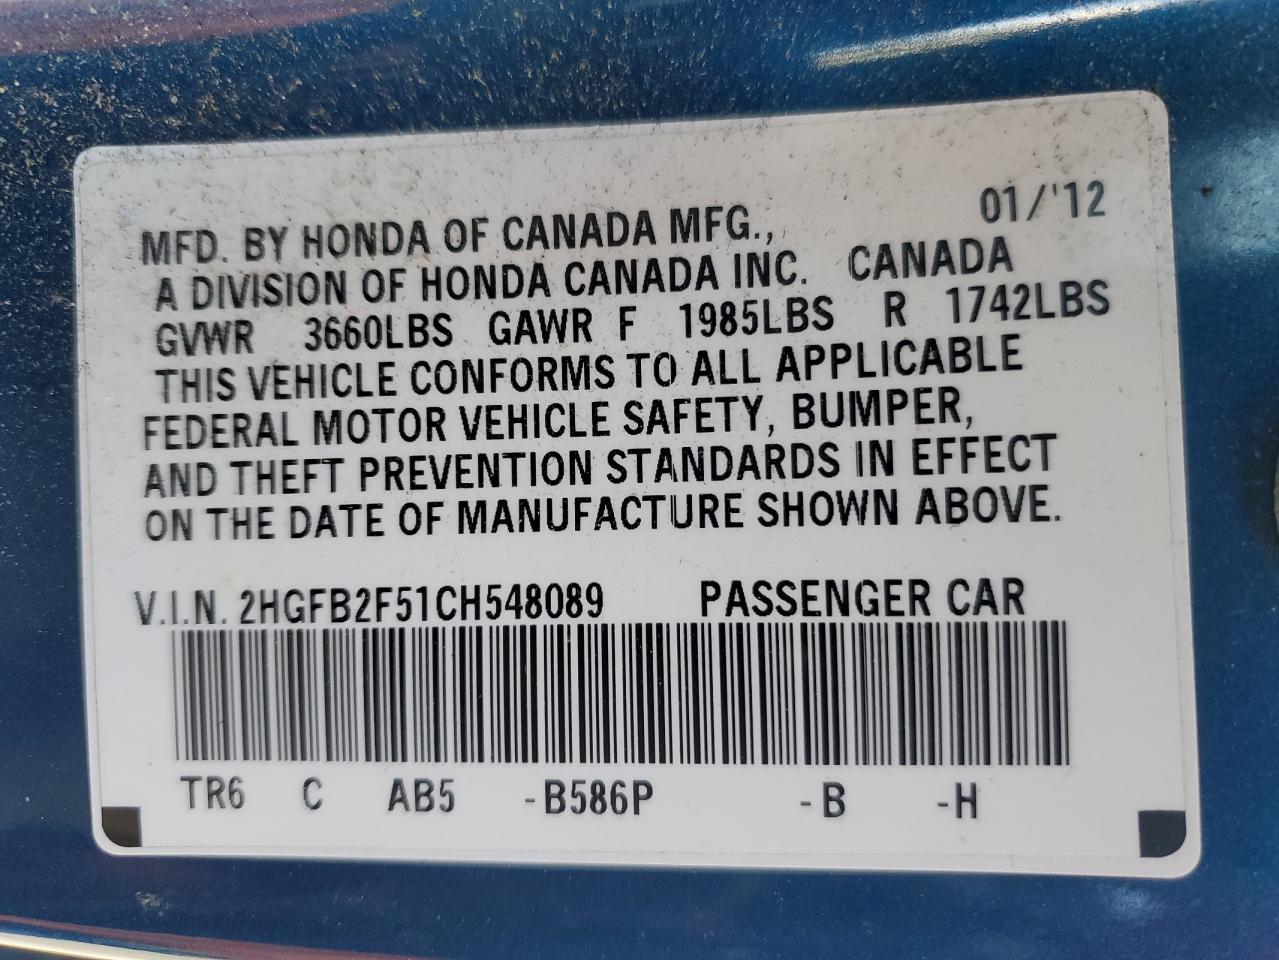 01/'12
MFD. BY HONDA OF CANADA MFG.,
A DIVISION OF HONDA CANADA INC. CANADA
GVWR 3660LBS GAWR F 1985LBS R 1742LBS
THIS VEHICLE CONFORMS TO ALL APPLICABLE
FEDERAL MOTOR VEHICLE SAFETY, BUMPER,
AND THEFT PREVENTION STANDARDS IN EFFECT
ON THE DATE OF MANUFACTURE SHOWN ABOVE.
V.I.N. 2HGFB2F51CH548089 PASSENGER CAR
TR6 C AB5 -B586P -B -H